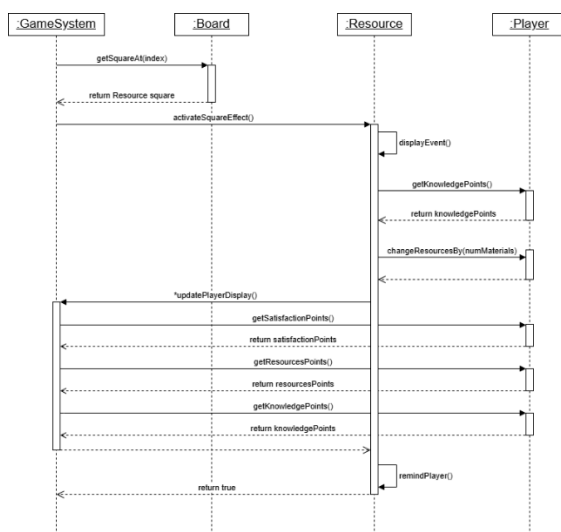 :GameSystem
:Board
:Resource
:Player
getSquareAt(index)
return Resource square
activateSquareEffect()
displayEvent()
getKnowledgePoints()
return knowledgePoints
changeResourcesBy(numMaterials)
*updatePlayerDisplay()
getSatisfactionPoints()
return satisfactionPoints
getResourcesPoints()
return resourcesPoints
getKnowledgePoints()
return knowledgePoints
remindPlayer()
return true